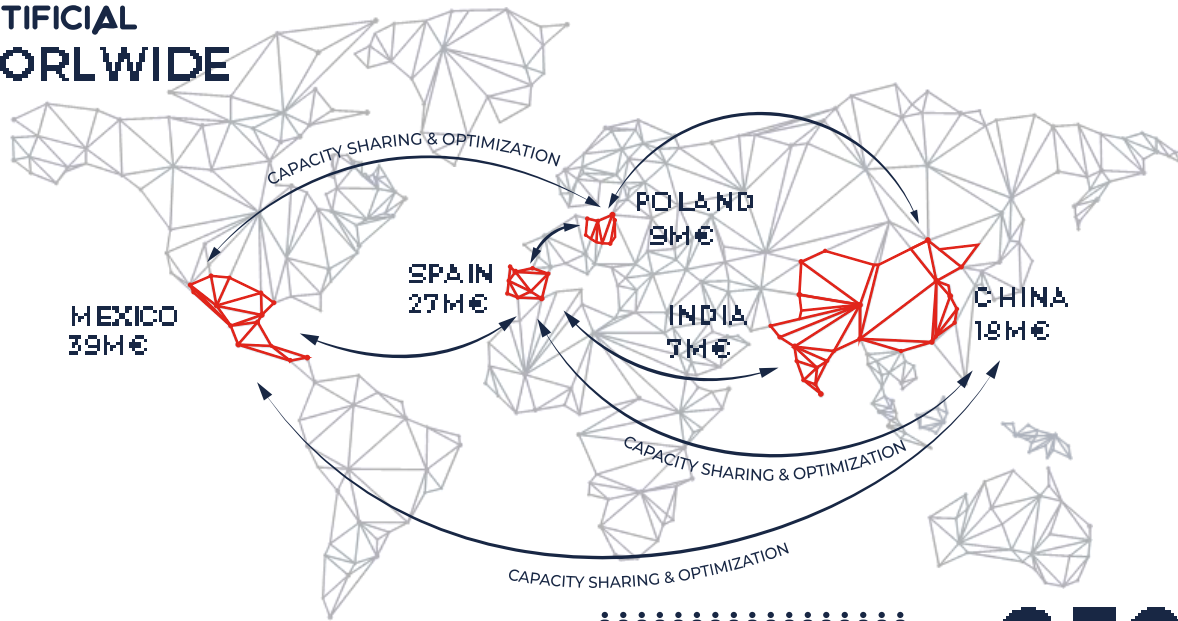 TIFICIAL
ORLWIDE
CAPACITY SHARING & OPTIMIZATION
POLAND
9M€
SPAIN
27M€
MEXICO
39M€
INDIA
7M€
CHINA
18M€
CAPACITY SHARING & OPTIMIZATION
CAPACITY SHARING & OPTIMIZATION